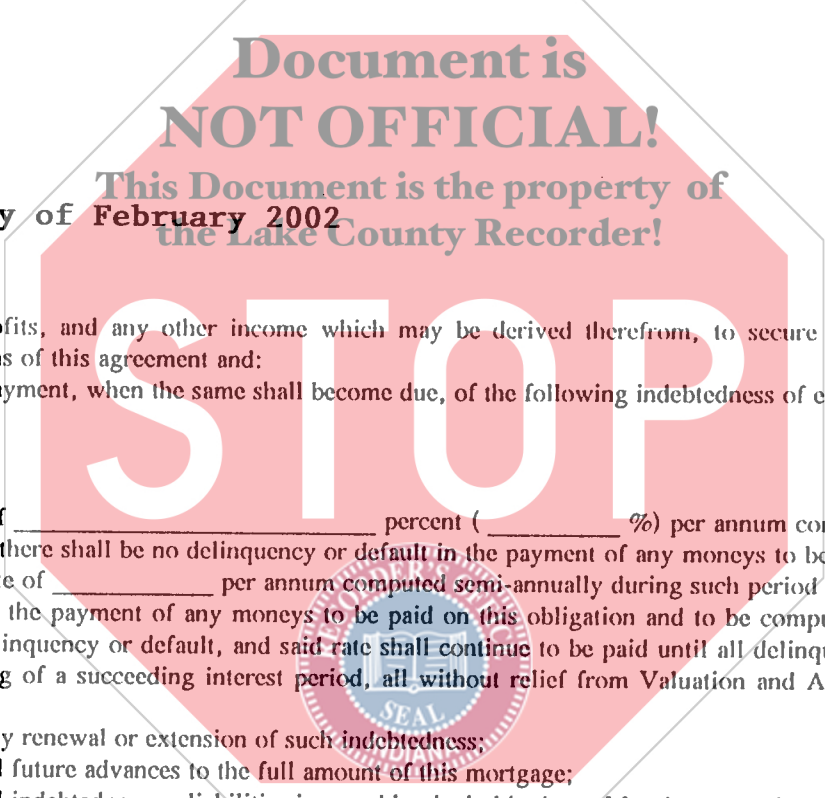 Document is
NOT OFFICIAL!
This Document is the property of
y of February 2002
the Lake County Recorder!
ofits, and any other income which may be derived therefrom, to secure
s of this agreement and:
yment, when the same shall become due, of the following indebtedness of e
STOP
f ____________ percent ( ________ %) per annum co
there shall be no delinquency or default in the payment of any moneys to be
e of __________ per annum computed semi-annually during such period
the payment of any moneys to be paid on this obligation and to be compu
inquency or default, and said rate shall continue to be paid until all delinqu
g of a succeeding interest period, all without relief from Valuation and A
RECORDER'S
SEAL
INDIANA
y renewal or extension of such indebtedness;
future advances to the full amount of this mortgage;